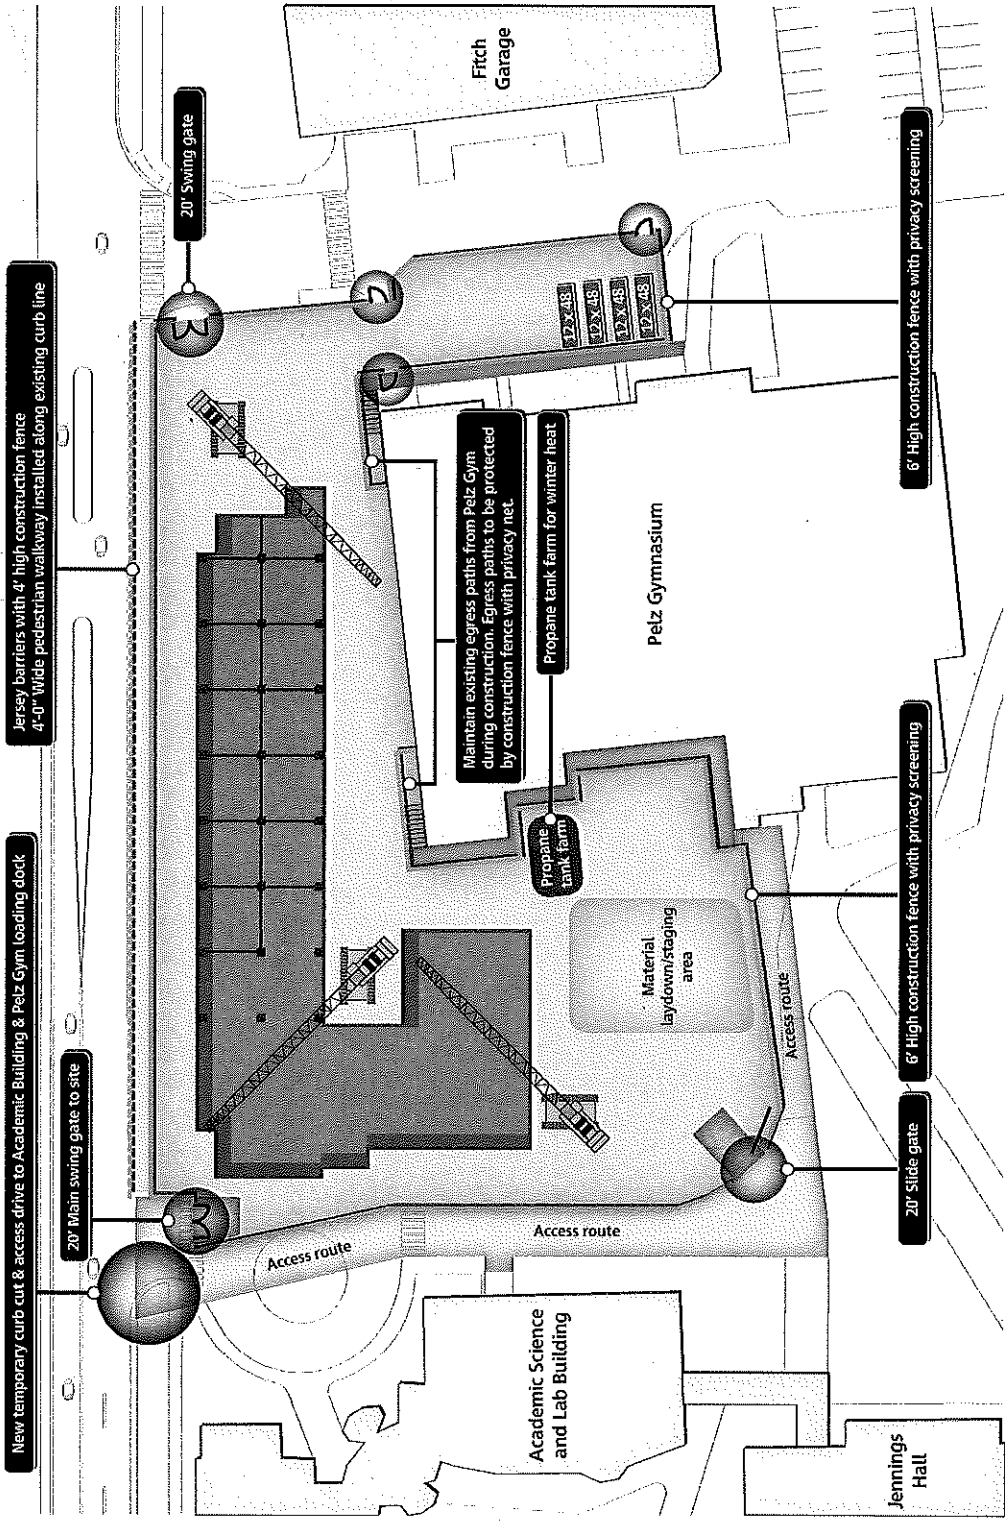 New temporary curb cut & access drive to Academic Building & Pelz Gym loading dock
20' Main swing gate to site
Jersey barriers with 4' high construction fence
4'-0" Wide pedestrian walkway installed along existing curb line
20' Swing gate
Fitch
Garage
12 x 48
12 x 48
12 x 48
12 x 48
Maintain existing egress paths from Pelz Gym
during construction. Egress paths to be protected
by construction fence with privacy net.
Propane tank farm for winter heat
Propane
tank farm
Pelz Gymnasium
Material
laydown/staging
area
Access route
Access route
Access route
Academic Science
and Lab Building
Jennings
Hall
20' Slide gate
6' High construction fence with privacy screening
6' High construction fence with privacy screening